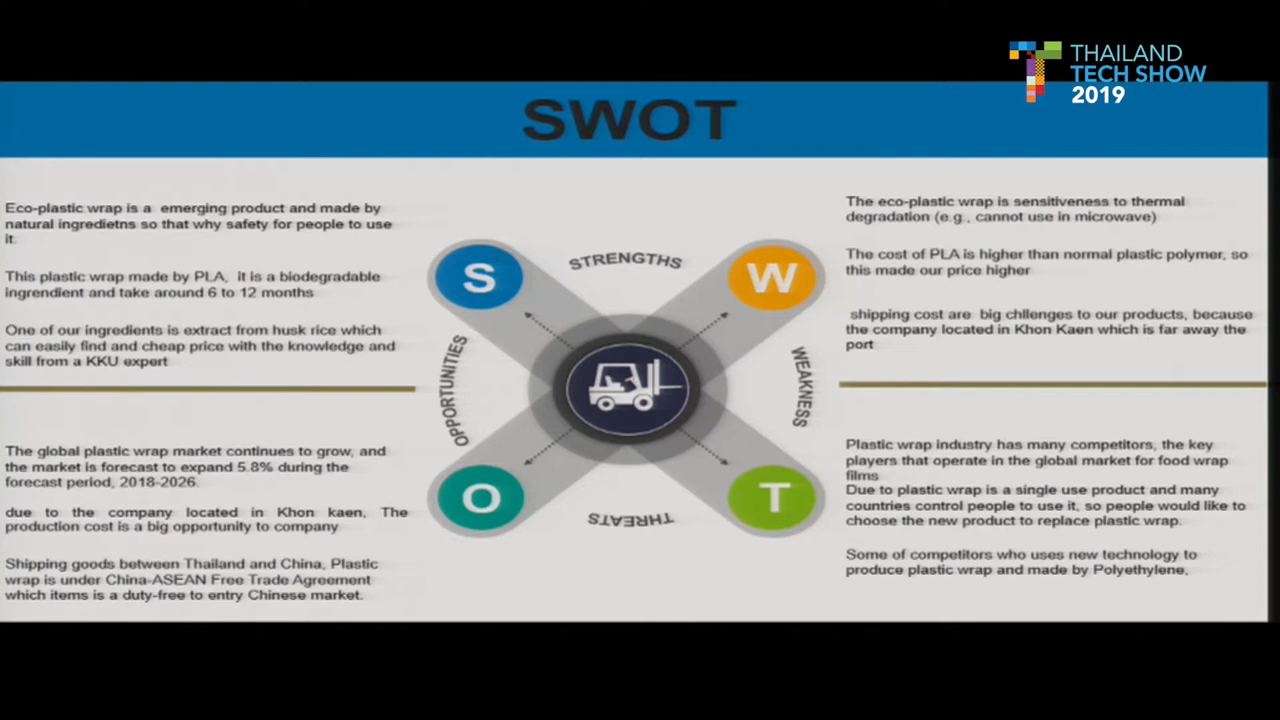 THAILAND
TECH SHOW
2019
SWOT
Eco-plastic wrap is a emerging product and made by
natural ingredietns so that why safety for people to use
it.
This plastic wrap made by PLA, it is a biodegradable
ingrendient and take around 6 to 12 months
One of our ingredients is extract from husk rice which
can easily find and cheap price with the knowledge and
skill from a KKU expert
The eco-plastic wrap is sensitiveness to thermal
degradation (e.g., cannot use in microwave)
The cost of PLA is higher than normal plastic polymer, so
this made our price higher
shipping cost are big chllenges to our products, because
the company located in Khon Kaen which is far away the
port
S
STRENGTHS
W
OPPORTUNITIES
WEAKNESS
O
THREATS
T
The global plastic wrap market continues to grow, and
the market is forecast to expand 5.8% during the
forecast period, 2018-2026.
due to the company located in Khon kaen, The
production cost is a big opportunity to company
Shipping goods between Thailand and China, Plastic
wrap is under China-ASEAN Free Trade Agreement
which items is a duty-free to entry Chinese market.
Plastic wrap industry has many competitors, the key
players that operate in the global market for food wrap
films
Due to plastic wrap is a single use product and many
countries control people to use it, so people would like to
choose the new product to replace plastic wrap.
Some of competitors who uses new technology to
produce plastic wrap and made by Polyethylene,